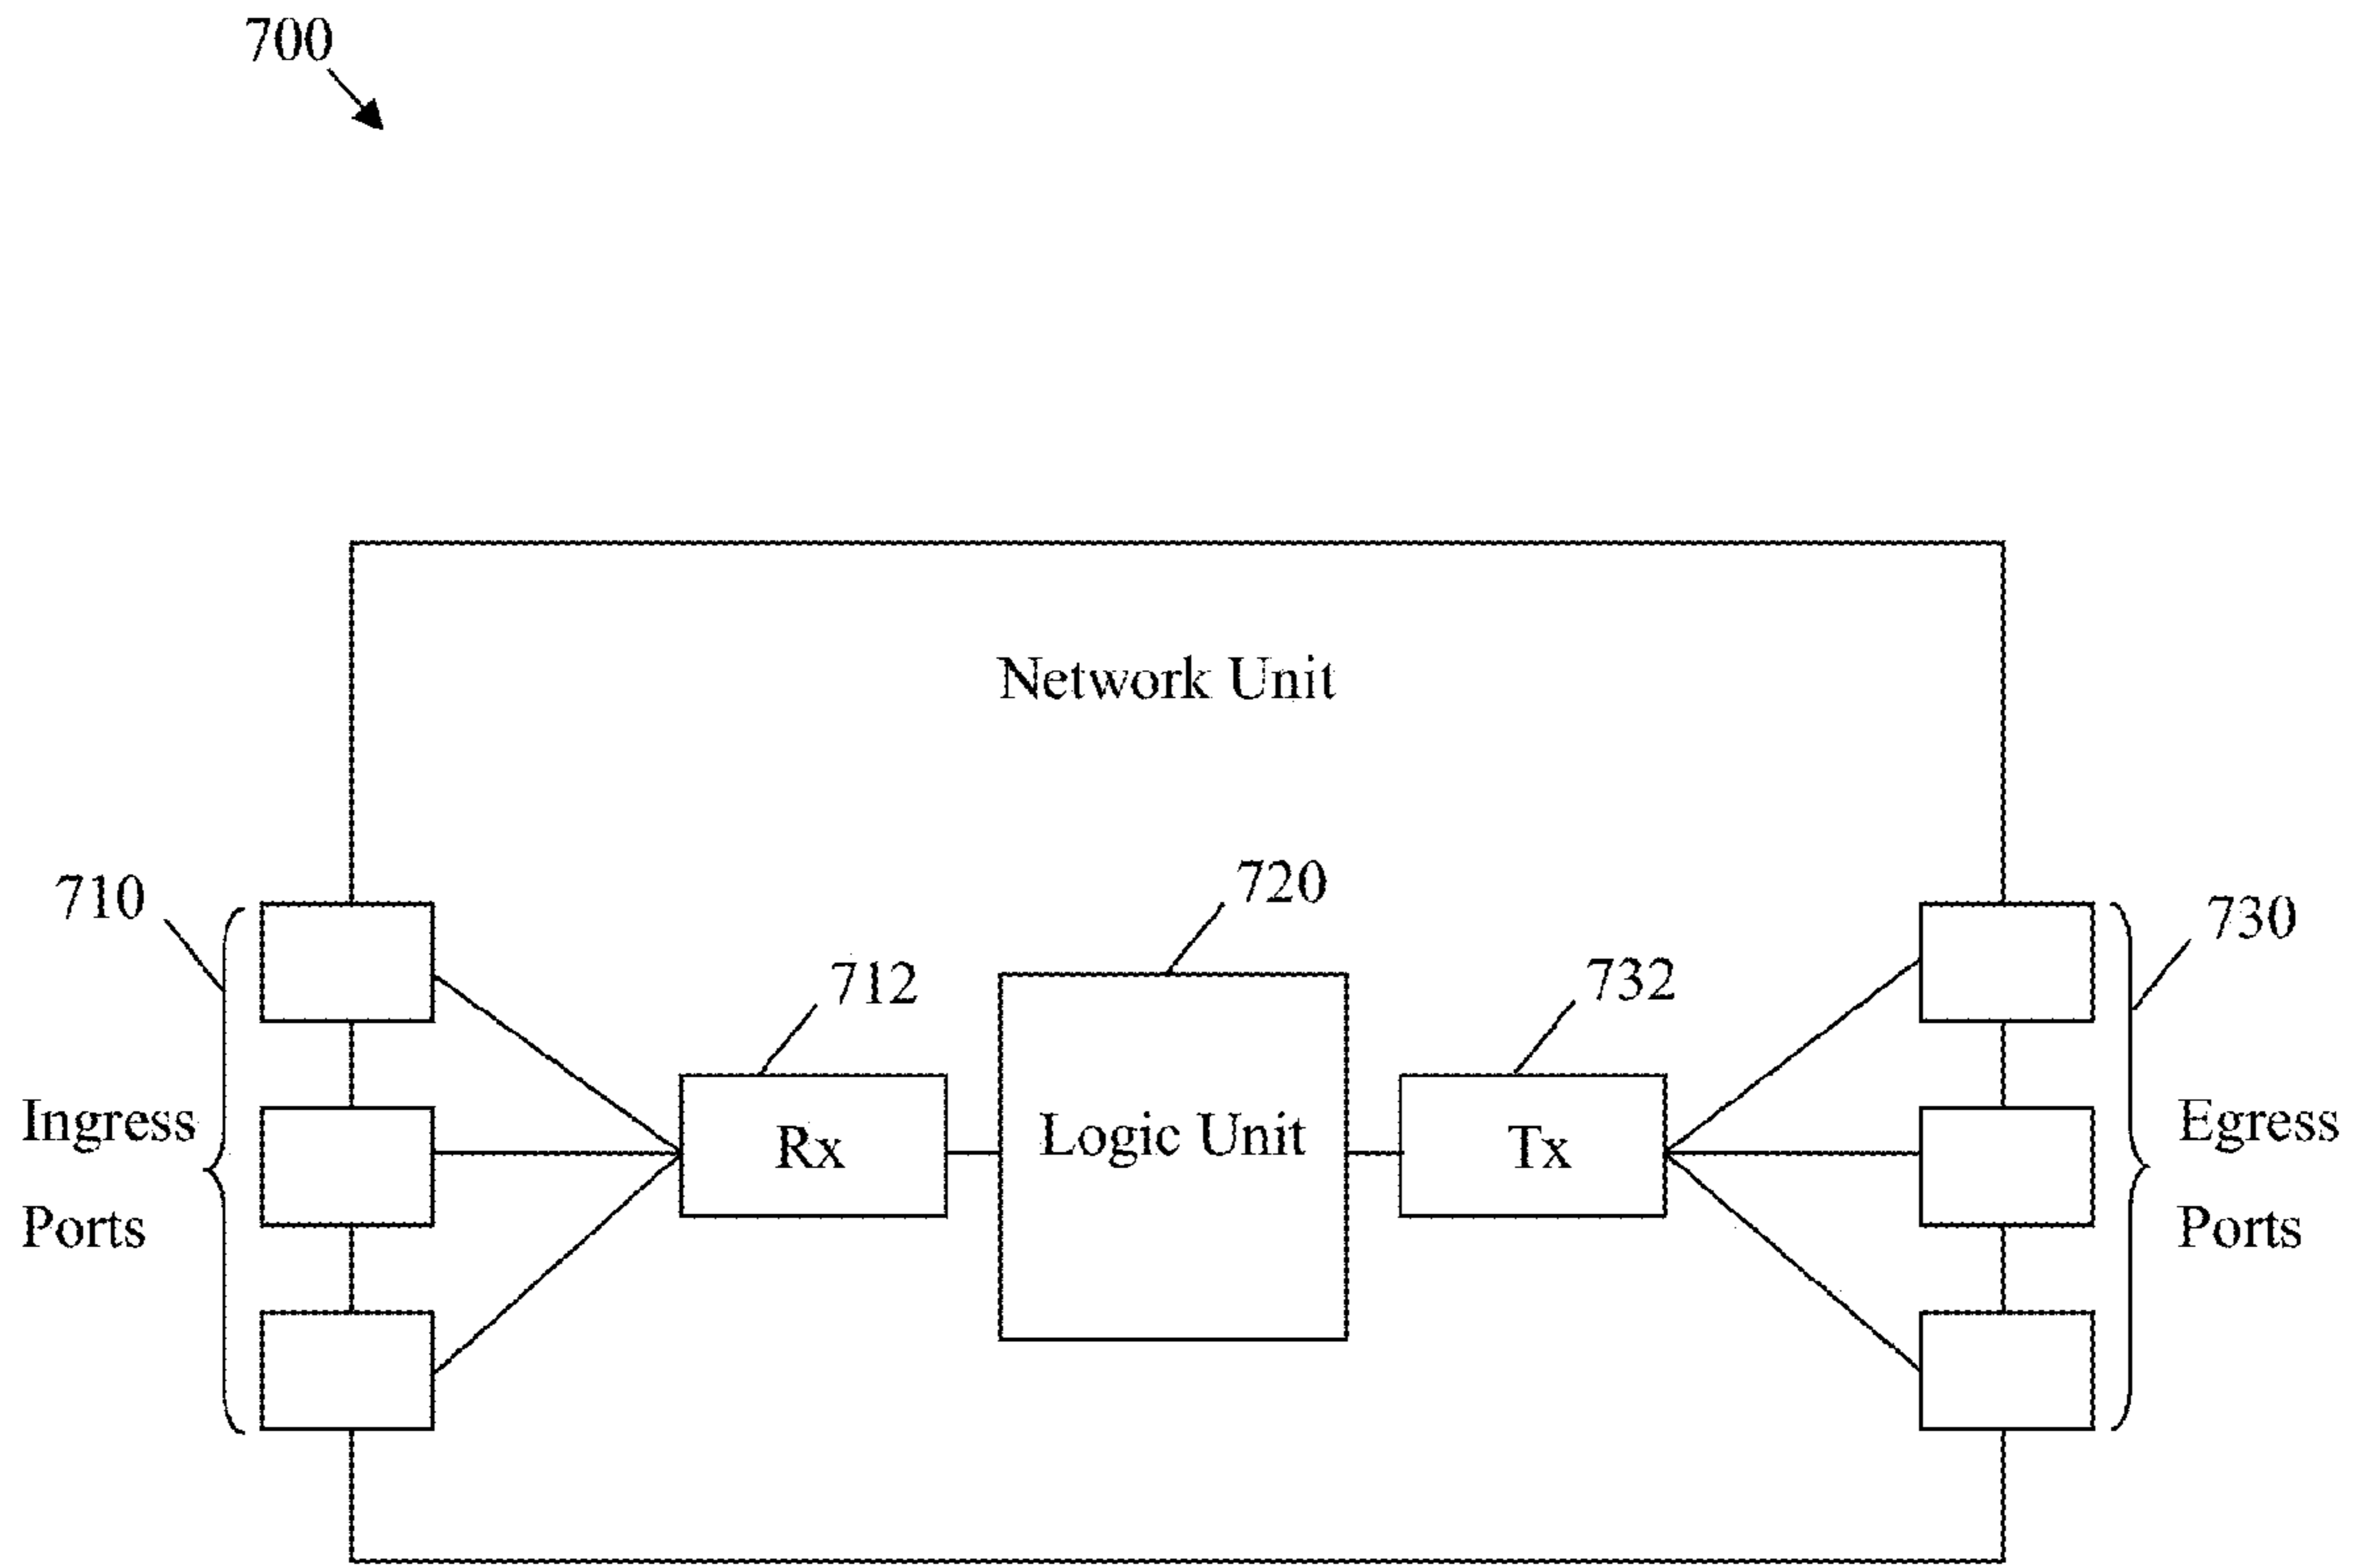 700
Network Unit
710
720
730
712
732
Ingress
Ports
Rx
Logic Unit
Tx
Egress
Ports